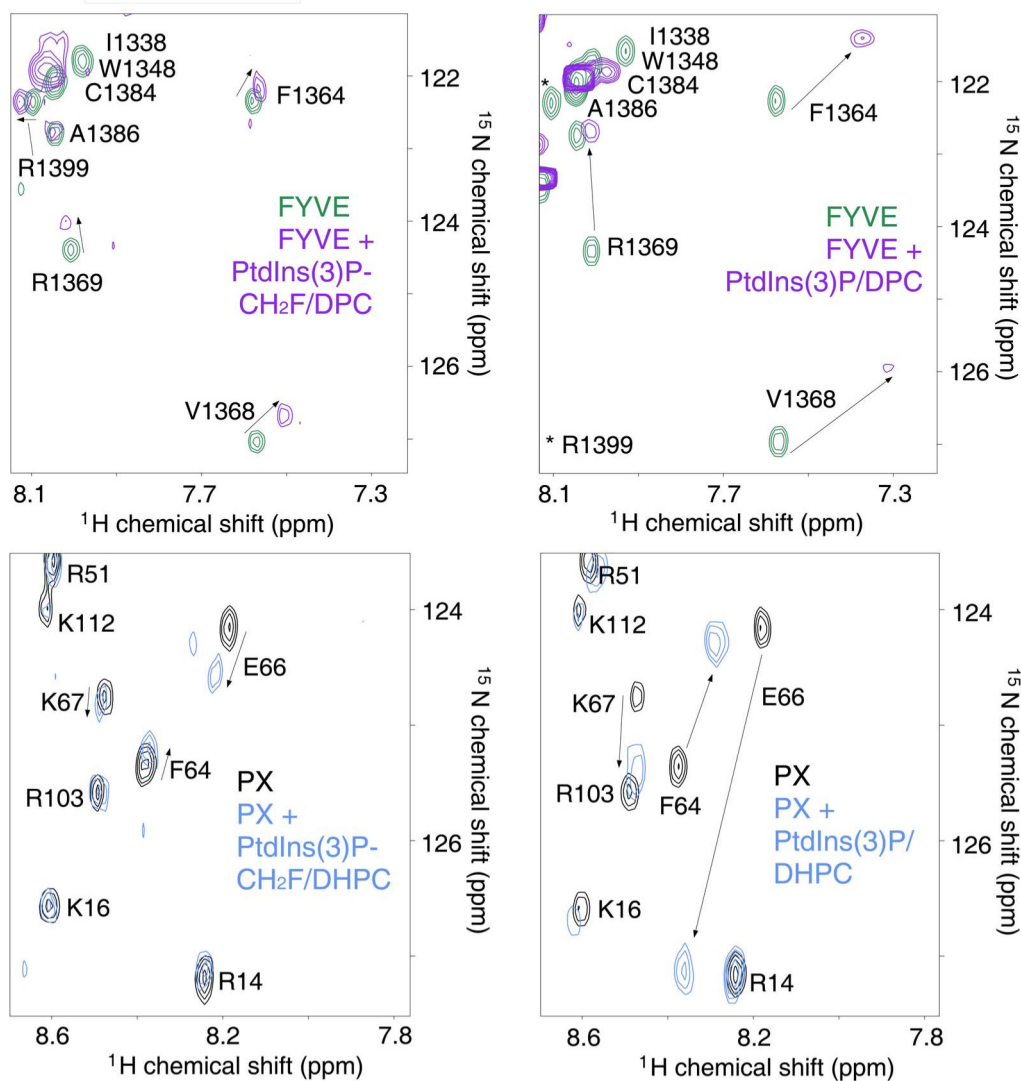 I1338
W1348
C1384
A1386
R1399
R1369
F1364
V1368
FYVE
FYVE +
PtdIns(3)P-
CH₂F/DPC
122
124
126
¹⁵N chemical shift (ppm)
8.1
7.7
7.3
¹H chemical shift (ppm)
I1338
W1348
C1384
*
A1386
F1364
R1369
FYVE
FYVE +
PtdIns(3)P/DPC
V1368
* R1399
122
124
126
¹⁵N chemical shift (ppm)
8.1
7.7
7.3
¹H chemical shift (ppm)
R51
K112
E66
K67
F64
R103
PX
PX +
PtdIns(3)P-
CH₂F/DHPC
K16
R14
124
126
¹⁵N chemical shift (ppm)
8.6
8.2
7.8
¹H chemical shift (ppm)
R51
K112
E66
K67
R103
F64
PX
PX +
PtdIns(3)P/
DHPC
K16
R14
124
126
¹⁵N chemical shift (ppm)
8.6
8.2
7.8
¹H chemical shift (ppm)